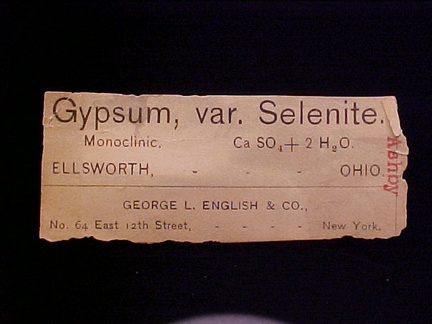 Gypsum, var. Selenite.
Monoclinic. Ca SO₄+ 2 H₂O.
ELLSWORTH, - - - OHIO.
GEORGE L. ENGLISH & CO.,
No. 64 East 12th Street, - - - - New York.
Ashby